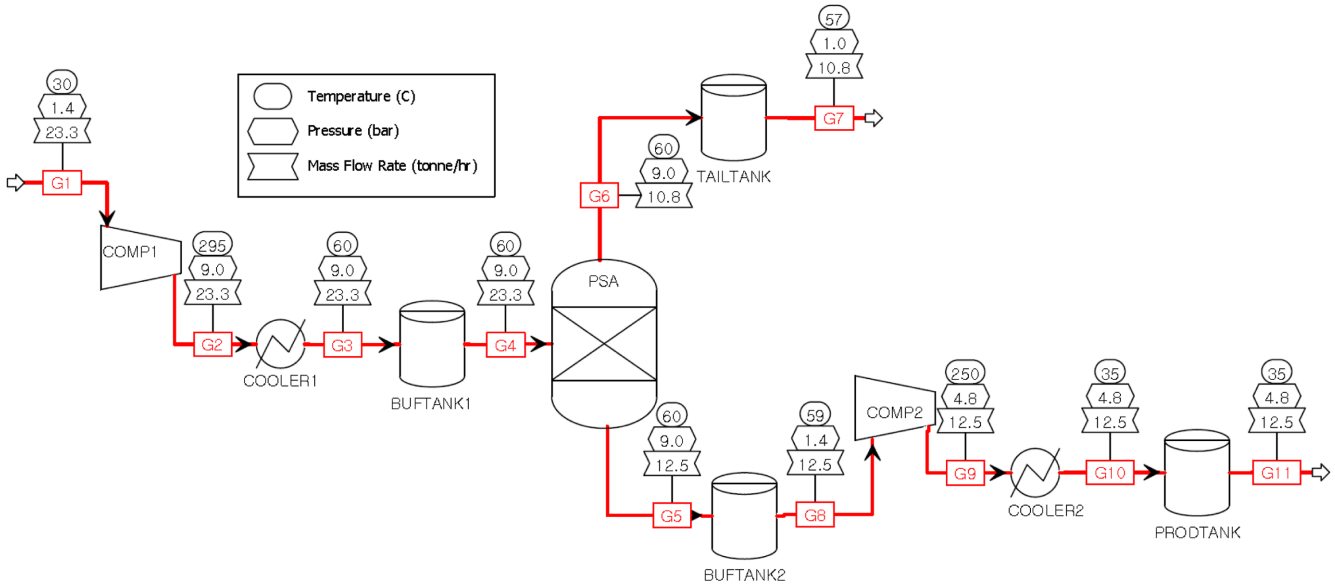 57
1.0
10.8
G7
30
1.4
23.3
G1
Temperature (C)
Pressure (bar)
Mass Flow Rate (tonne/hr)
TAILTANK
60
9.0
10.8
G6
COMP1
295
9.0
23.3
G2
60
9.0
23.3
G3
60
9.0
23.3
G4
PSA
COOLER1
BUFTANK1
60
9.0
12.5
G5
59
1.4
12.5
G8
BUFTANK2
COMP2
250
4.8
12.5
G9
35
4.8
12.5
G10
35
4.8
12.5
G11
COOLER2
PRODTANK